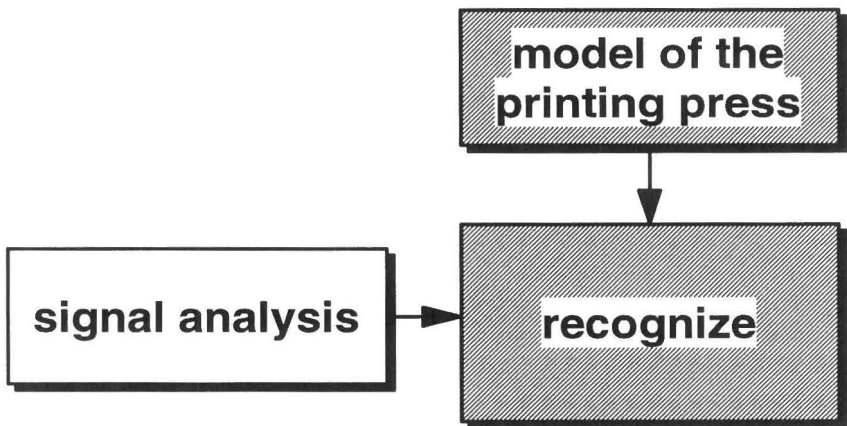 model of the
printing press
signal analysis
recognize